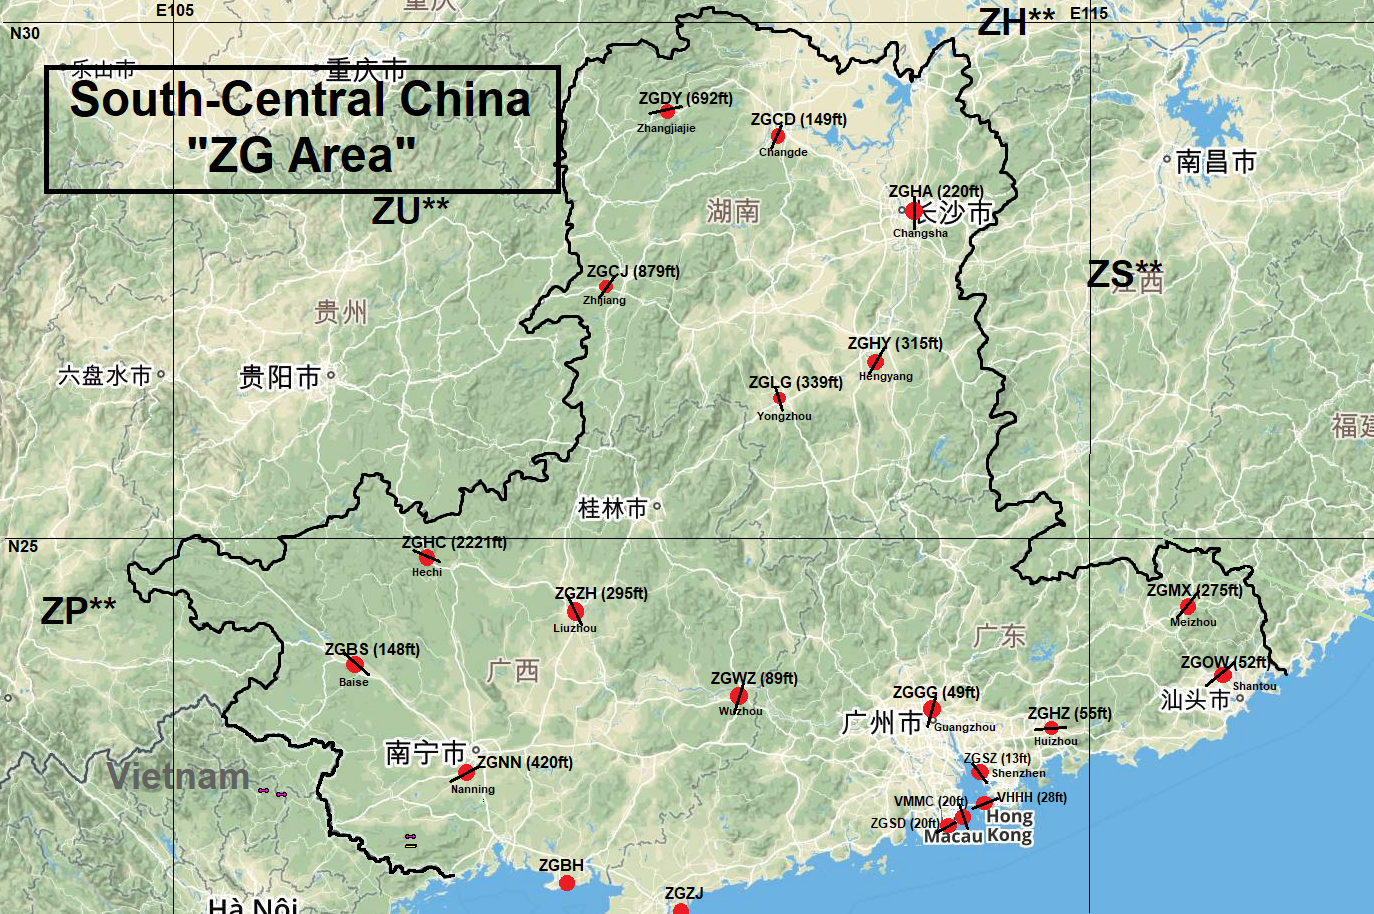 重庆
E105
ZH**
E115
N30
乐山市
重庆市
South-Central China
"ZG Area"
ZGDY (692ft)
Zhangjiajie
ZGCD (149ft)
Changde
南昌市
ZU**
湖南
ZGHA (220ft)
长沙市
Changsha
ZGCJ (879ft)
Zhijiang
ZS**
江西
贵州
ZGHY (315ft)
Hengyang
六盘水市
贵阳市
ZGLG (339ft)
Yongzhou
福建
桂林市
N25
ZGHC (2221ft)
Hechi
ZGZH (295ft)
Liuzhou
ZGMX (275ft)
Meizhou
ZP**
广东
ZGBS (148ft)
Baise
广西
ZGOW (52ft)
Shantou
汕头市
ZGWZ (89ft)
Wuzhou
ZGGG (49ft)
广州市
Guangzhou
ZGHZ (55ft)
Huizhou
南宁市
ZGNN (420ft)
Nanning
Vietnam
ZGSZ (13ft)
Shenzhen
VMMC (20ft)
VHHH (28ft)
ZGSD (20ft)
Hong
Kong
Macau
ZGBH
ZGZJ
Hà Nội